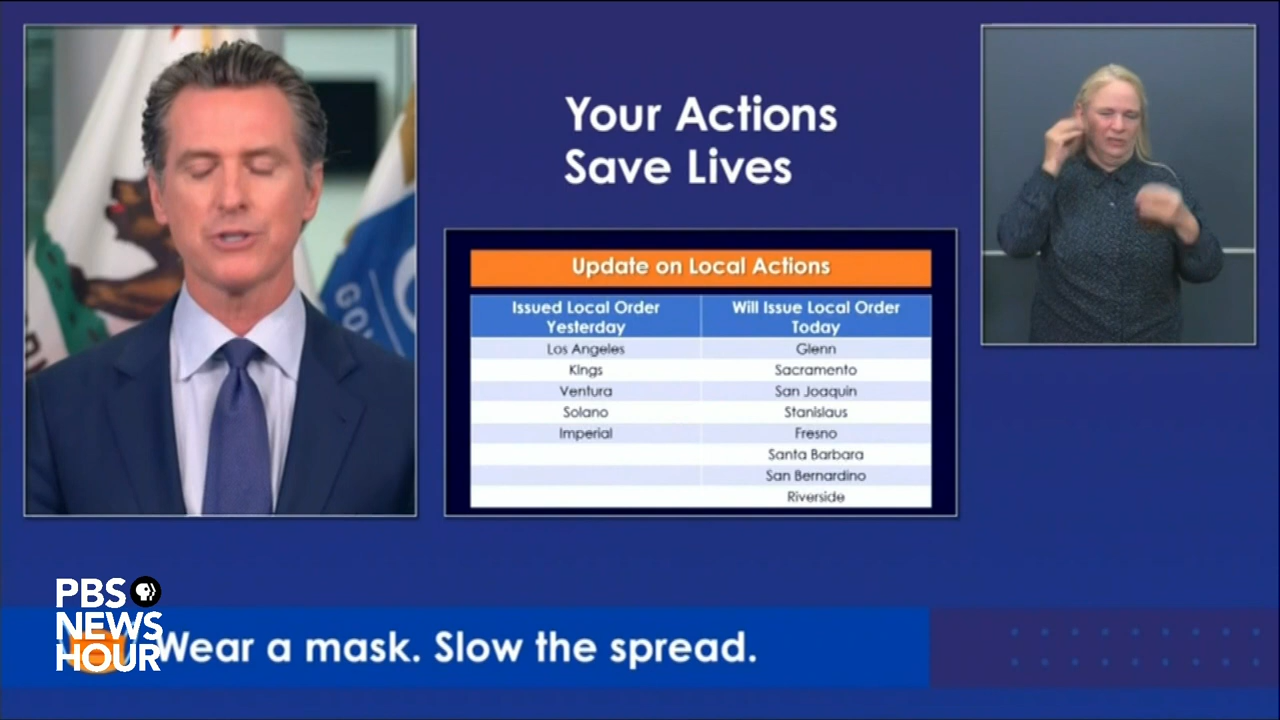 Your Actions
Save Lives
Update on Local Actions
Issued Local Order
Yesterday
Will Issue Local Order
Today
Los Angeles
Glenn
Kings
Sacramento
Ventura
San Joaquin
Solano
Stanislaus
Imperial
Fresno
Santa Barbara
San Bernardino
Riverside
PBS
NEWS
HOUR
Wear a mask. Slow the spread.